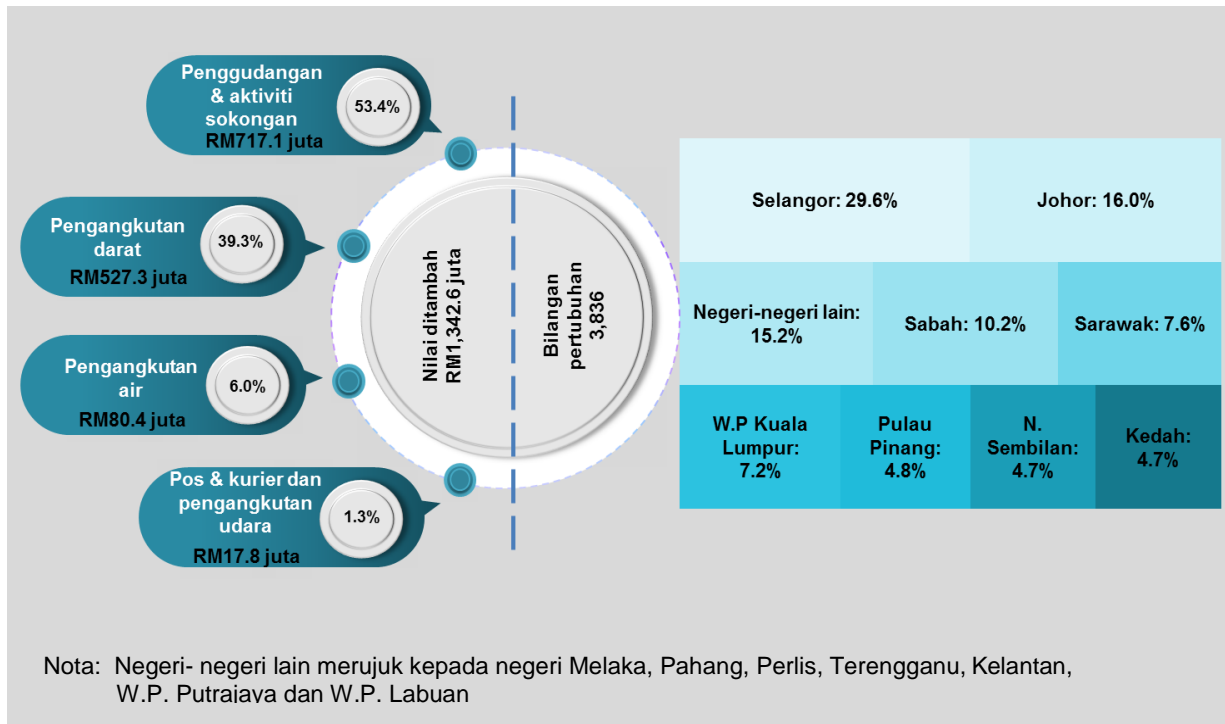 Penggudangan
& aktiviti
sokongan
RM717.1 juta
53.4%
Pengangkutan
darat
RM527.3 juta
39.3%
Pengangkutan
air
RM80.4 juta
6.0%
Pos & kurier dan
pengangkutan
udara
RM17.8 juta
1.3%
Nilai ditambah
RM1,342.6 juta
Bilangan
pertubuhan
3,836
Selangor: 29.6%
Johor: 16.0%
Negeri-negeri lain:
15.2%
Sabah: 10.2%
Sarawak: 7.6%
W.P Kuala
Lumpur:
7.2%
Pulau
Pinang:
4.8%
N.
Sembilan:
4.7%
Kedah:
4.7%
Nota: Negeri- negeri lain merujuk kepada negeri Melaka, Pahang, Perlis, Terengganu, Kelantan,
W.P. Putrajaya dan W.P. Labuan